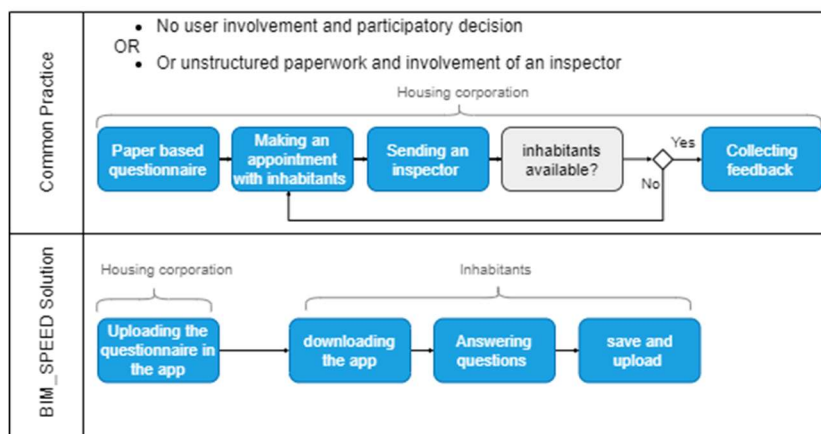 Common Practice
• No user involvement and participatory decision
OR
• Or unstructured paperwork and involvement of an inspector
Housing corporation
Paper based
questionnaire
Making an
appointment
with inhabitants
Sending an
inspector
inhabitants
available?
Yes
No
Collecting
feedback
BIM_SPEED Solution
Housing corporation
Inhabitants
Uploading the
questionnaire in
the app
downloading
the app
Answering
questions
save and
upload